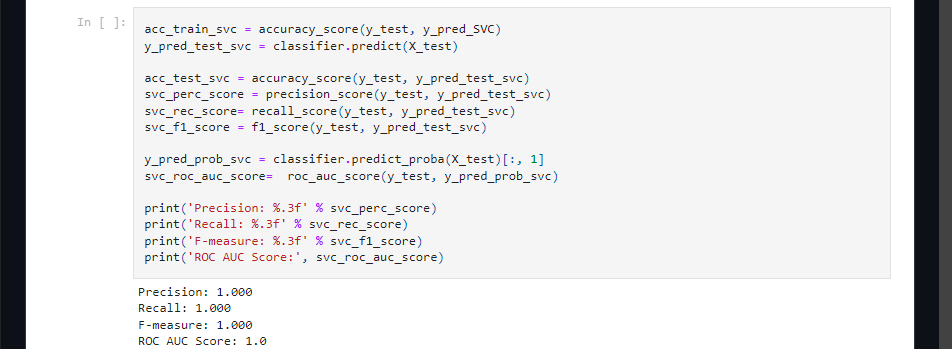 In [ ]:
acc_train_svc = accuracy_score(y_test, y_pred_SVC)
y_pred_test_svc = classifier.predict(X_test)
acc_test_svc = accuracy_score(y_test, y_pred_test_svc)
svc_perc_score = precision_score(y_test, y_pred_test_svc)
svc_rec_score= recall_score(y_test, y_pred_test_svc)
svc_f1_score = f1_score(y_test, y_pred_test_svc)
y_pred_prob_svc = classifier.predict_proba(X_test)[:, 1]
svc_roc_auc_score=  roc_auc_score(y_test, y_pred_prob_svc)
print('Precision: %.3f' % svc_perc_score)
print('Recall: %.3f' % svc_rec_score)
print('F-measure: %.3f' % svc_f1_score)
print('ROC AUC Score:', svc_roc_auc_score)
Precision: 1.000
Recall: 1.000
F-measure: 1.000
ROC AUC Score: 1.0